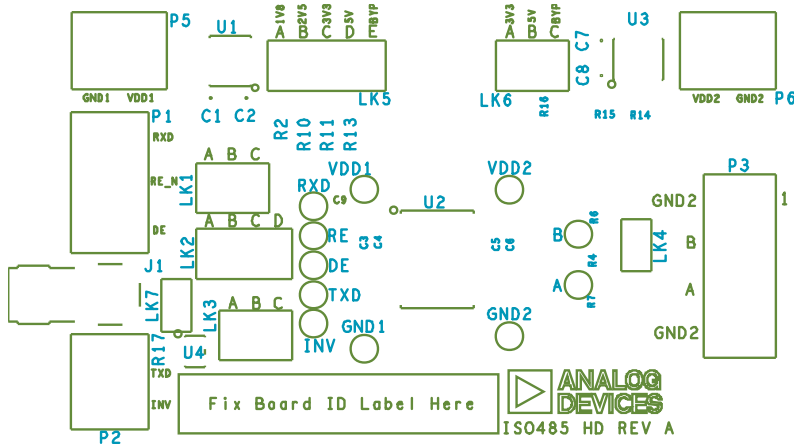 P5
U1
1V8 2V5 3V3 5V BYP
A B C D E
3V3 5V BYP
A B C
C7
U3
C8
GND1 VDD1
LK5
LK6
R16
VDD2 GND2
P6
C1 C2
R15 R14
P1
RXD
R2
R10
R11
R13
A B C
VDD1
VDD2
P3
RE_N
LK1
RXD
C9
U2
GND2
1
A B C D
R6
DE
LK2
RE
C3
C4
C5
C6
B
LK4
B
J1
DE
R4
A
A
LK7
A B C
LK3
TXD
R7
GND1
GND2
GND2
R17
U4
INV
TXD
INV
Fix Board ID Label Here
ANALOG
DEVICES
P2
ISO485 HD REV A